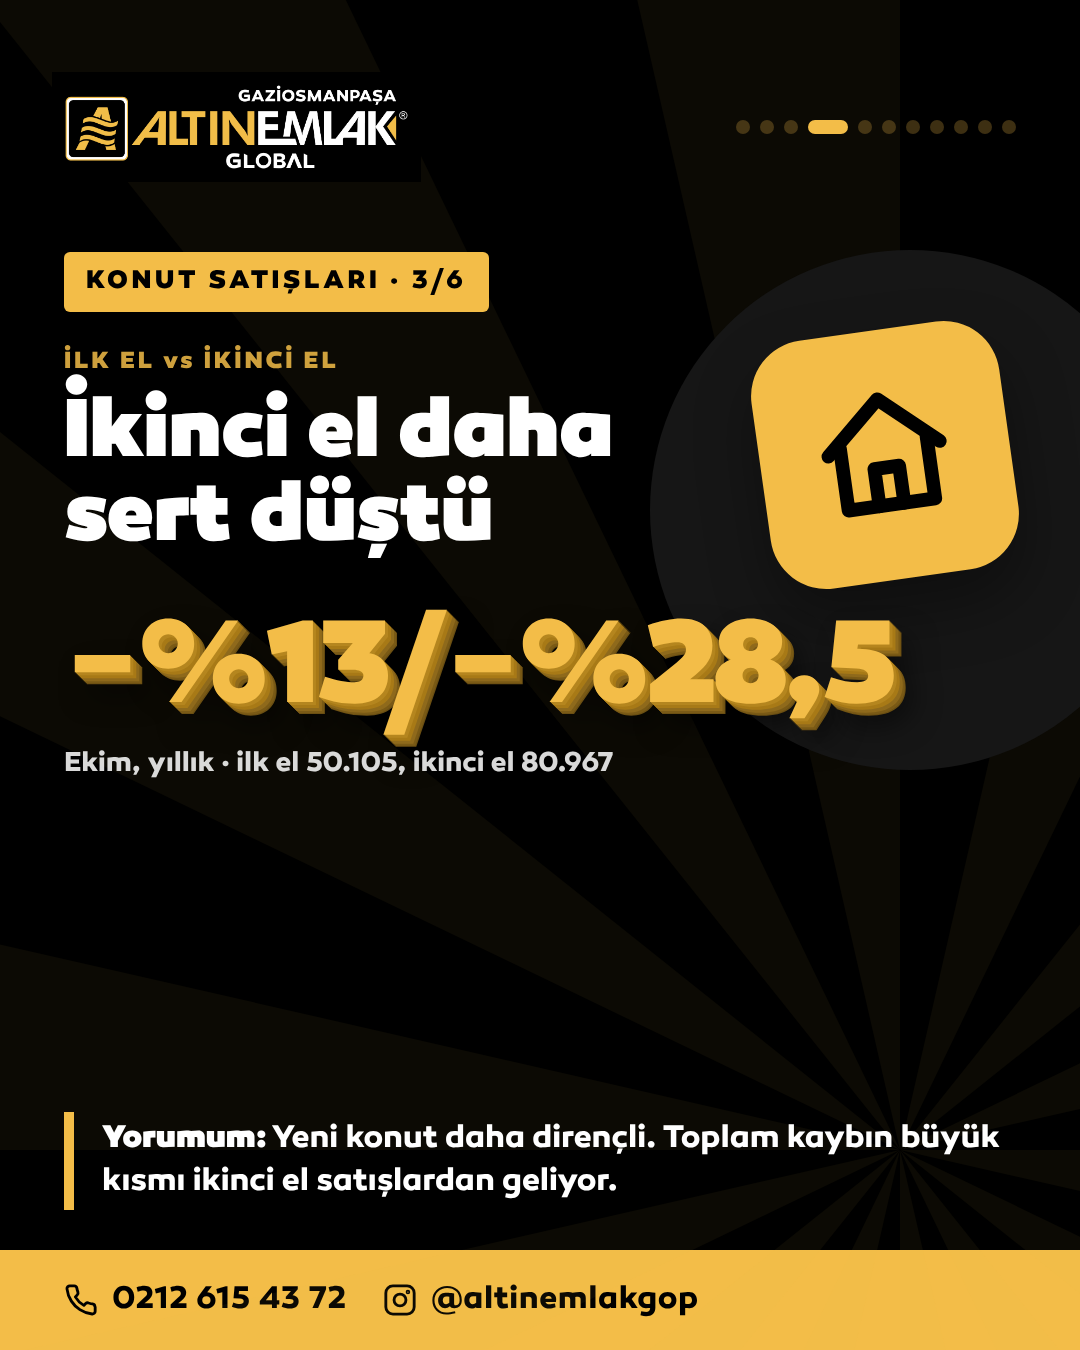 GAZİOSMANPAŞA
ALTINEMLAK®
GLOBAL
KONUT SATIŞLARI · 3/6
İLK EL vs İKİNCİ EL
İkinci el daha
sert düştü
-%13/-%28,5
Ekim, yıllık · ilk el 50.105, ikinci el 80.967
Yorumum: Yeni konut daha dirençli. Toplam kaybın büyük
kısmı ikinci el satışlardan geliyor.
0212 615 43 72 @altinemlakgop